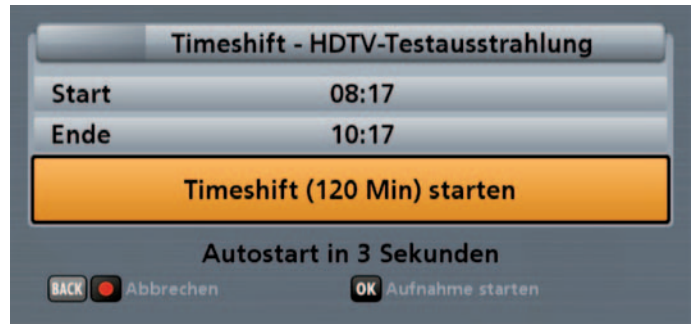 Timeshift - HDTV-Testausstrahlung
Start 08:17
Ende 10:17
Timeshift (120 Min) starten
Autostart in 3 Sekunden
BACK Abbrechen OK Aufnahme starten